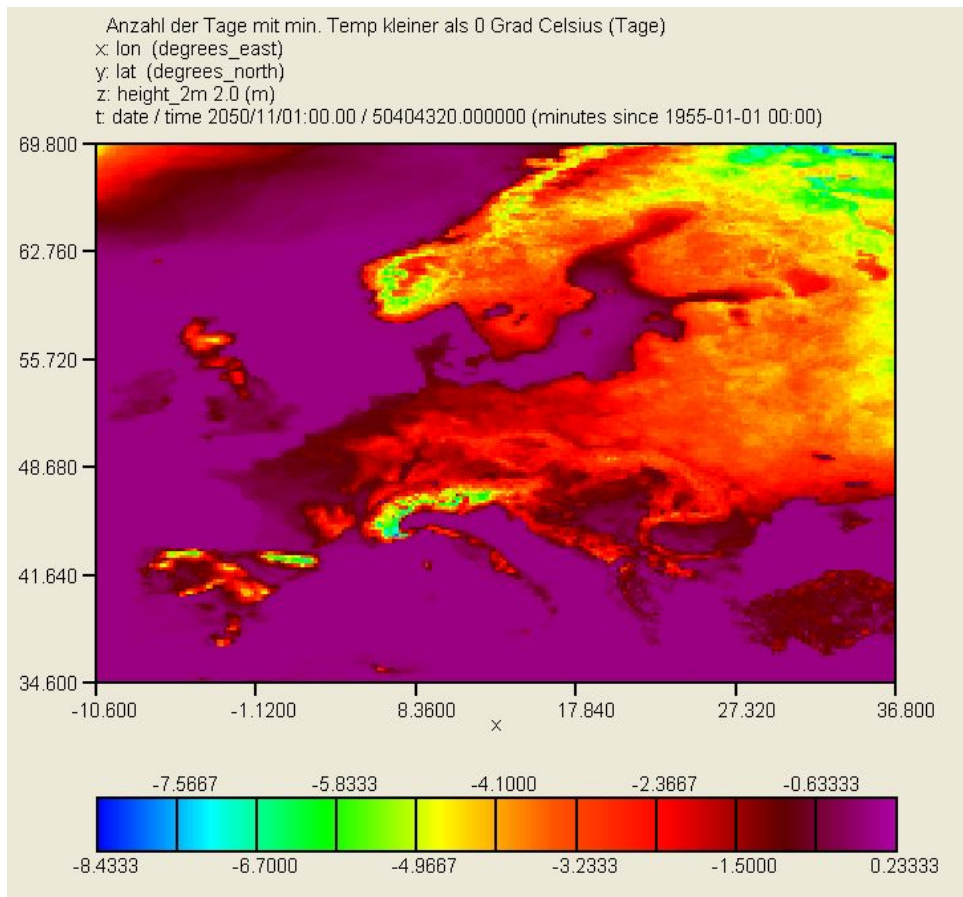 Anzahl der Tage mit min. Temp kleiner als 0 Grad Celsius (Tage)
x: lon (degrees_east)
y: lat (degrees_north)
z: height_2m 2.0 (m)
t: date / time 2050/11/01:00.00 / 50404320.000000 (minutes since 1955-01-01 00:00)
69.800
62.760
55.720
48.680
41.640
34.600
-10.600 -1.1200 8.3600 17.840 27.320 36.800
x
-7.5667 -5.8333 -4.1000 -2.3667 -0.63333
-8.43333 -6.7000 -4.9667 -3.2333 -1.5000 0.23333